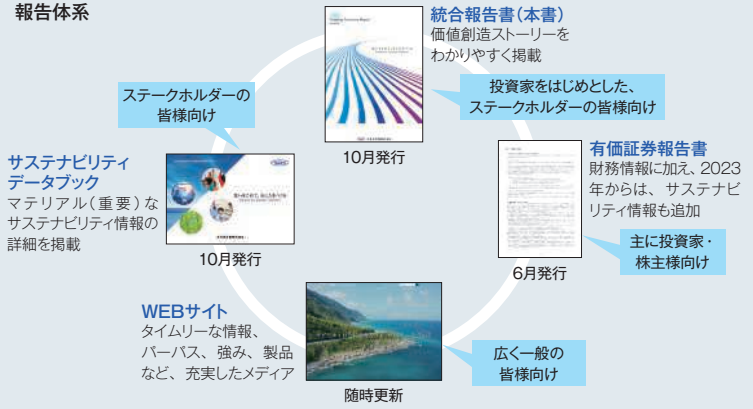 報告体系
統合報告書（本書）
価値創造ストーリーを
わかりやすく掲載
投資家をはじめとした、
ステークホルダーの皆様向け
10月発行
有価証券報告書
財務情報に加え、2023
年からは、サステナビ
リティ情報も追加
主に投資家・
株主様向け
6月発行
広く一般の
皆様向け
WEBサイト
タイムリーな情報、
パーパス、強み、製品
など、充実したメディア
随時更新
ステークホルダーの
皆様向け
サステナビリティ
データブック
マテリアル（重要）な
サステナビリティ情報の
詳細を掲載
10月発行